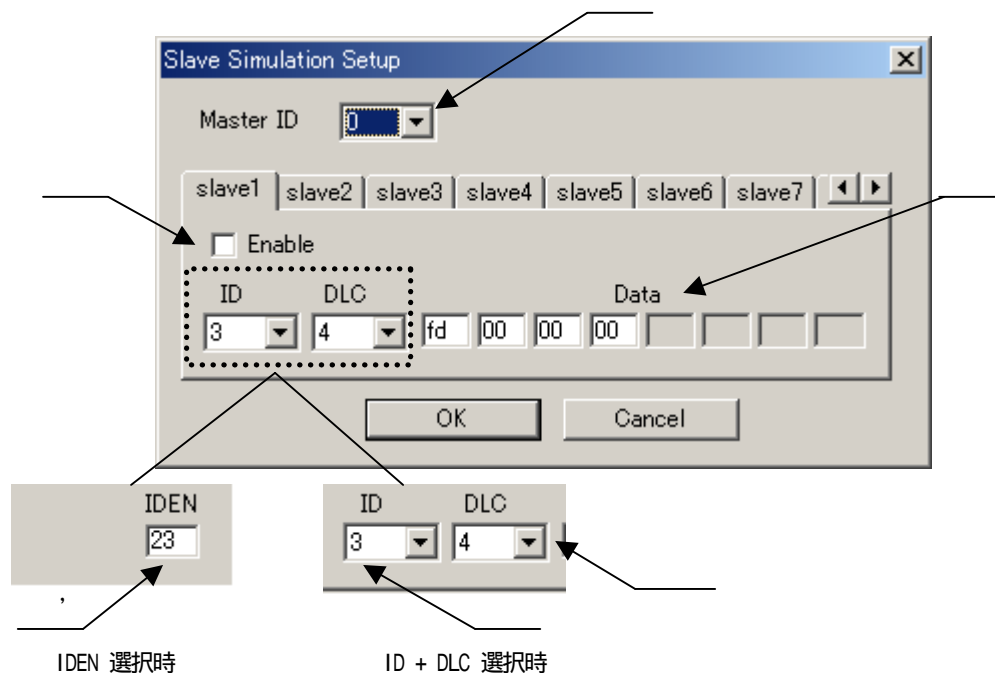 Slave Simulation Setup
Master ID 0
slave1 slave2 slave3 slave4 slave5 slave6 slave7
Enable
ID DLC Data
3 4 fd 00 00 00
OK Cancel
IDEN ID DLC
23 3 4
,
IDEN 選択時 ID + DLC 選択時